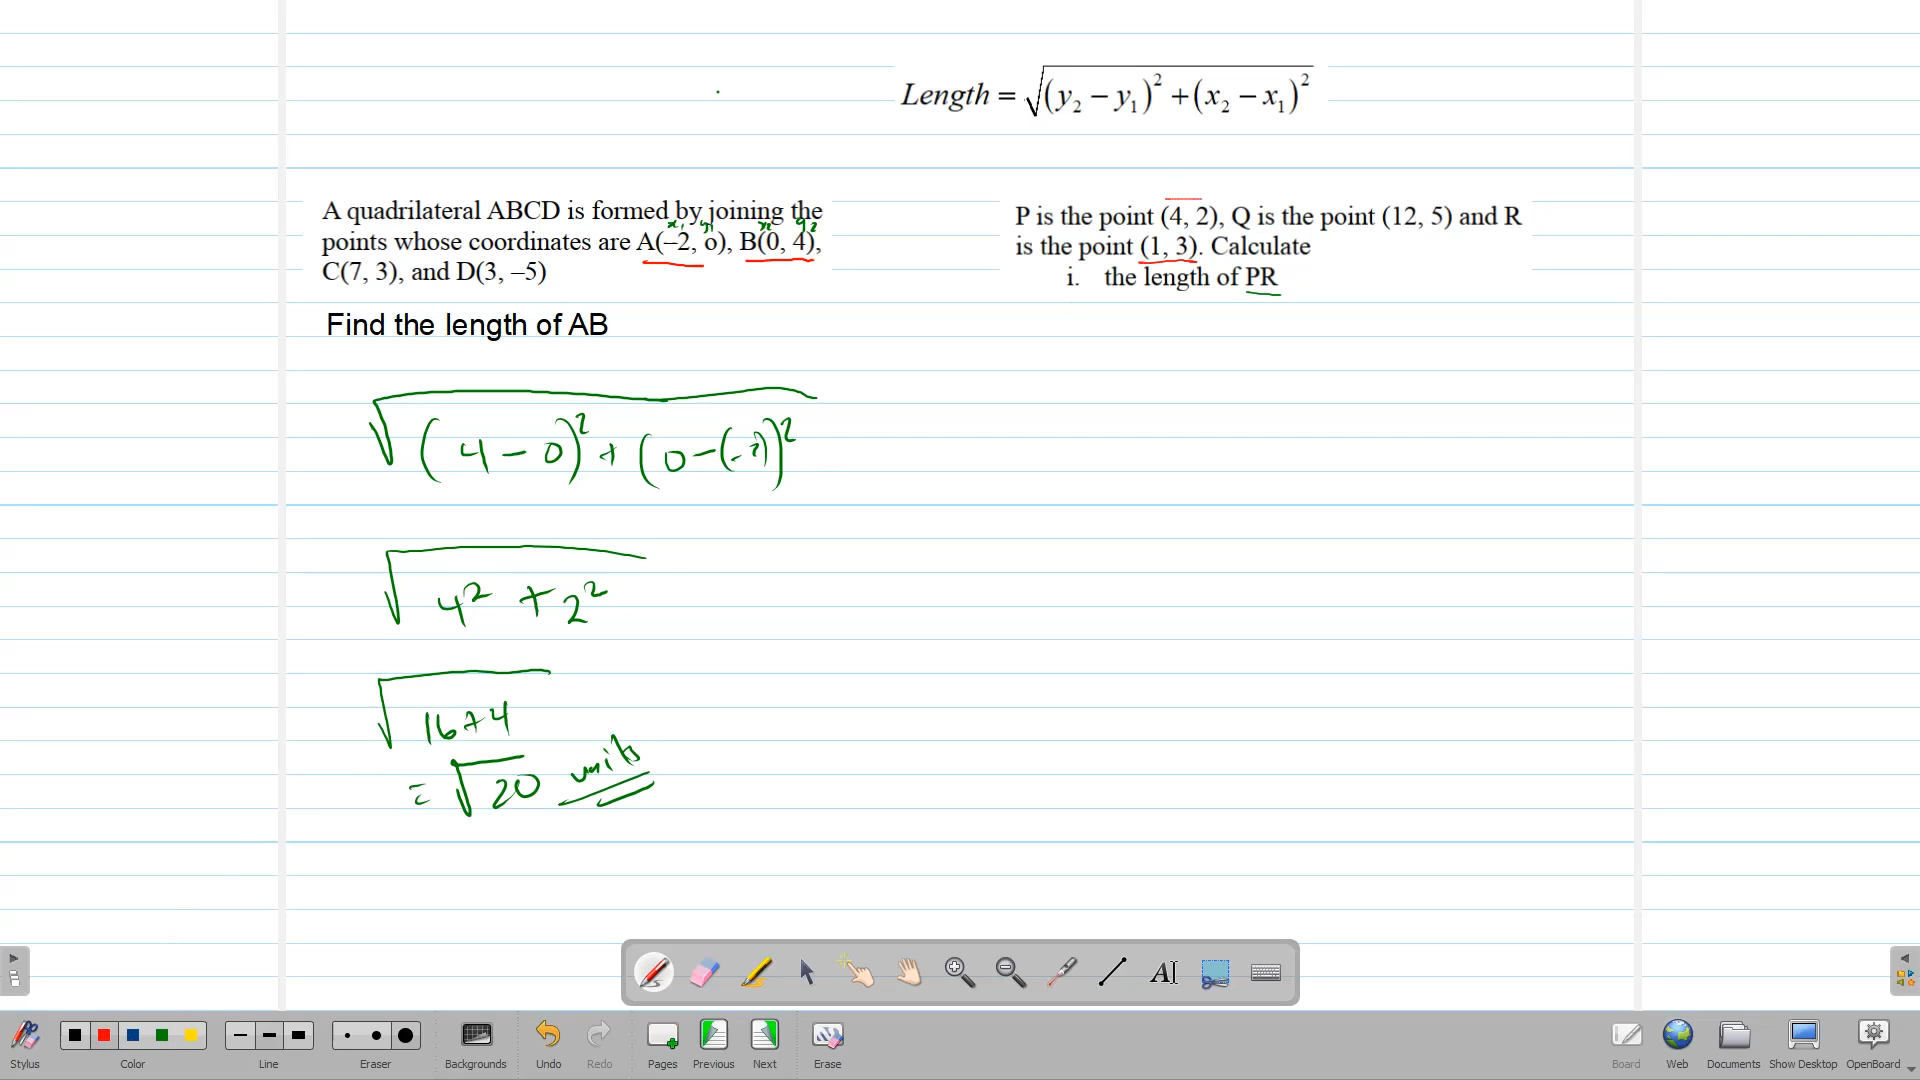 Length = √(y₂ − y₁)² + (x₂ − x₁)²
A quadrilateral ABCD is formed by joining the
x₁ y₁ x₂ y₂
points whose coordinates are A(–2, o), B(0, 4),
C(7, 3), and D(3, –5)
Find the length of AB
√(4 − 0)² + (0 − (-2))²
√4² + 2²
√16+4
= √20 units
P is the point (4, 2), Q is the point (12, 5) and R
is the point (1, 3). Calculate
i. the length of PR
Stylus Color Line Eraser Backgrounds Undo Redo Pages Previous Next Erase Board Web Documents Show Desktop OpenBoard